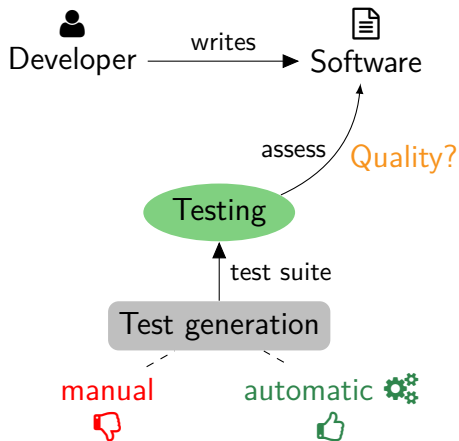 writes
Developer
Software
assess
Quality?
Testing
test suite
Test generation
manual
automatic